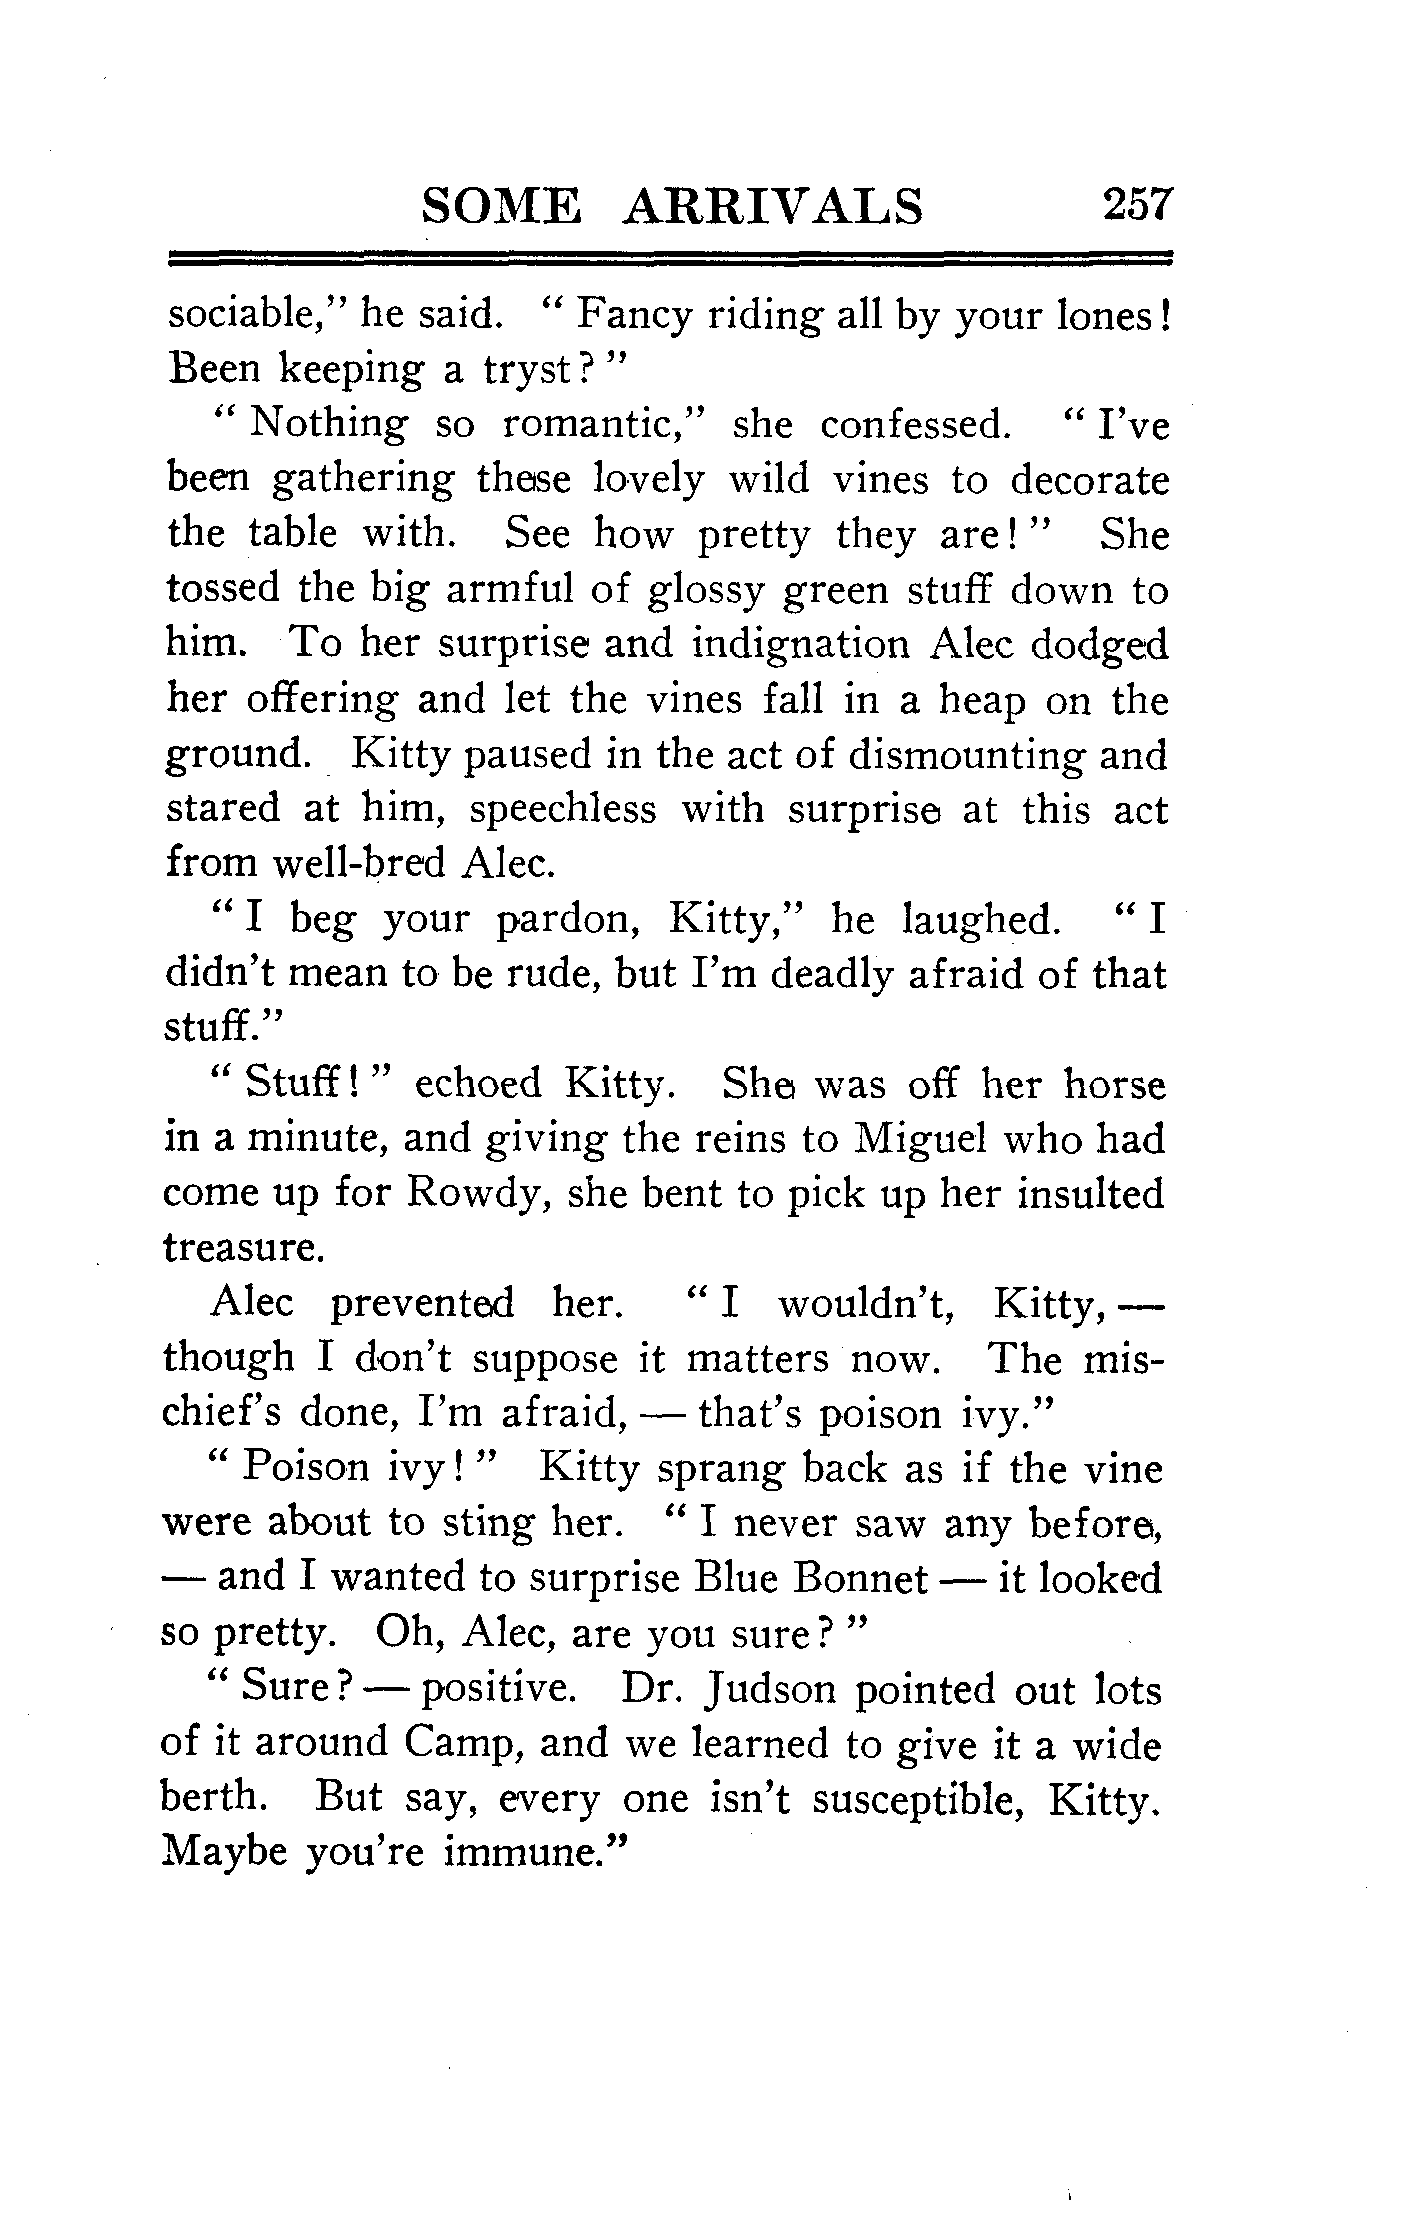 SOME ARRIVALS 257
sociable," he said. " Fancy riding all by your lones!
Been keeping a tryst? "
" Nothing so romantic," she confessed. " I've
been gathering these lovely wild vines to decorate
the table with. See how pretty they are! " She
tossed the big armful of glossy green stuff down to
him. To her surprise and indignation Alec dodged
her offering and let the vines fall in a heap on the
ground. Kitty paused in the act of dismounting and
stared at him, speechless with surprise at this act
from well-bred Alec.
" I beg your pardon, Kitty," he laughed. " I
didn't mean to be rude, but I'm deadly afraid of that
stuff."
" Stuff! " echoed Kitty. She was off her horse
in a minute, and giving the reins to Miguel who had
come up for Rowdy, she bent to pick up her insulted
treasure.
Alec prevented her. " I wouldn't, Kitty, —
though I don't suppose it matters now. The mis-
chief's done, I'm afraid, — that's poison ivy."
" Poison ivy! " Kitty sprang back as if the vine
were about to sting her. " I never saw any before,
— and I wanted to surprise Blue Bonnet — it looked
so pretty. Oh, Alec, are you sure? "
" Sure? — positive. Dr. Judson pointed out lots
of it around Camp, and we learned to give it a wide
berth. But say, every one isn't susceptible, Kitty.
Maybe you're immune."